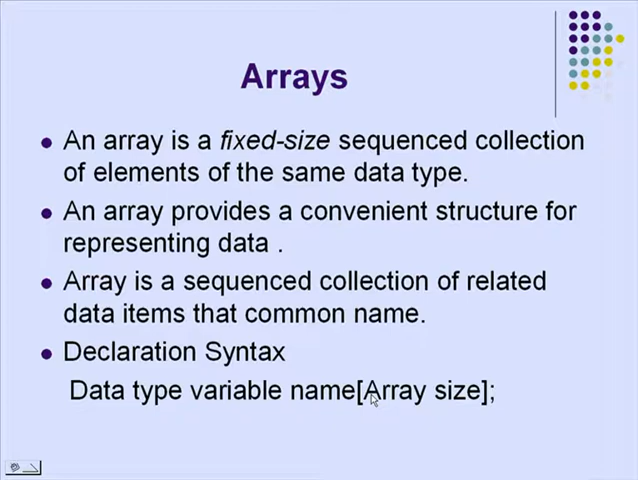 Arrays
An array is a fixed-size sequenced collection
of elements of the same data type.
An array provides a convenient structure for
representing data .
Array is a sequenced collection of related
data items that common name.
Declaration Syntax
Data type variable name[Array size];